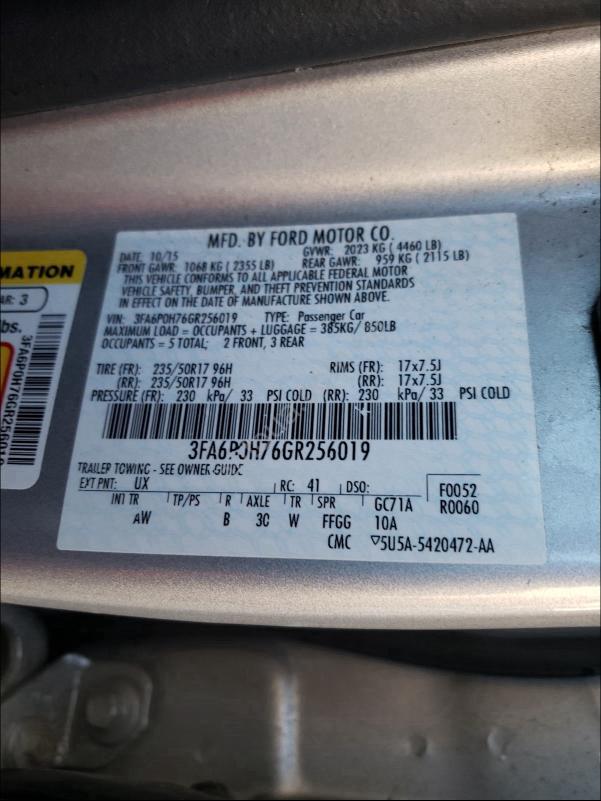 MFD. BY FORD MOTOR CO.
DATE: 10/15 GVWR: 2023 KG ( 4460 LB)
FRONT GAWR: 1068 KG ( 2355 LB) REAR GAWR: 959 KG ( 2115 LB)
THIS VEHICLE CONFORMS TO ALL APPLICABLE FEDERAL MOTOR
VEHICLE SAFETY, BUMPER, AND THEFT PREVENTION STANDARDS
IN EFFECT ON THE DATE OF MANUFACTURE SHOWN ABOVE.
VIN: 3FA6P0H76GR256019 TYPE: Passenger Car
MAXIMUM LOAD = OCCUPANTS + LUGGAGE = 385KG/ 850LB
OCCUPANTS = 5 TOTAL; 2 FRONT, 3 REAR
TIRE (FR): 235/50R17 96H RIMS (FR): 17x7.5J
(RR): 235/50R17 96H (RR): 17x7.5J
PRESSURE (FR): 230 kPa/ 33 PSI COLD (RR): 230 kPa/ 33 PSI COLD
3FA6P0H76GR256019
TRAILER TOWING - SEE OWNER GUIDE
EXT PNT: UX RC: 41 DSO: F0052
INT TR TP/PS R AXLE TR SPR GC71A R0060
AW B 3C W FFGG 10A
CMC ▽5U5A-5420472-AA
MATION
AR: 3
lbs.
3FA6P0H76GR256019